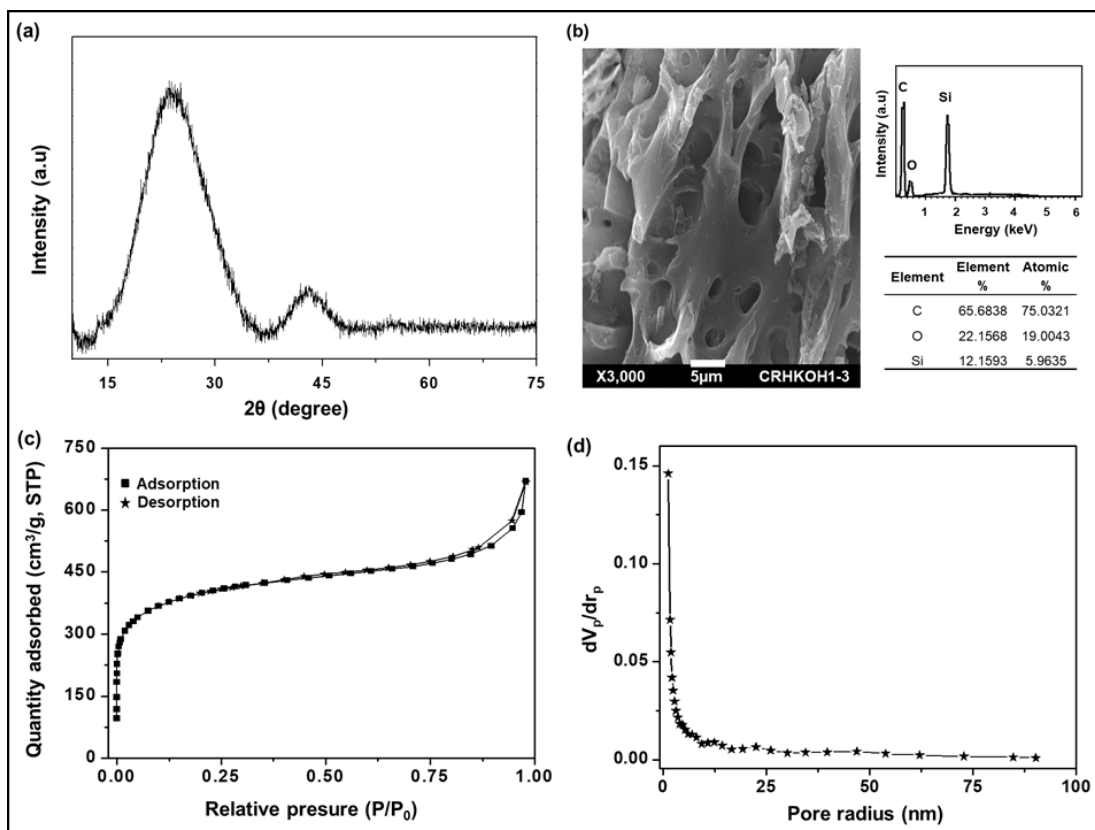 (a)
Intensity (a.u)
15 30 45 60 75
2θ (degree)
(b)
X3,000 5µm CRHKOH1-3
Intensity (a.u)
C
O
Si
1 2 3 4 5 6
Energy (keV)
Element Element % Atomic %
C 65.6838 75.0321
O 22.1568 19.0043
Si 12.1593 5.9635
(c)
Quantity adsorbed (cm³/g, STP)
750
600
450
300
150
0
Adsorption
Desorption
0.00 0.25 0.50 0.75 1.00
Relative presure (P/P₀)
(d)
dVₚ/drₚ
0.15
0.10
0.05
0.00
0 25 50 75 100
Pore radius (nm)